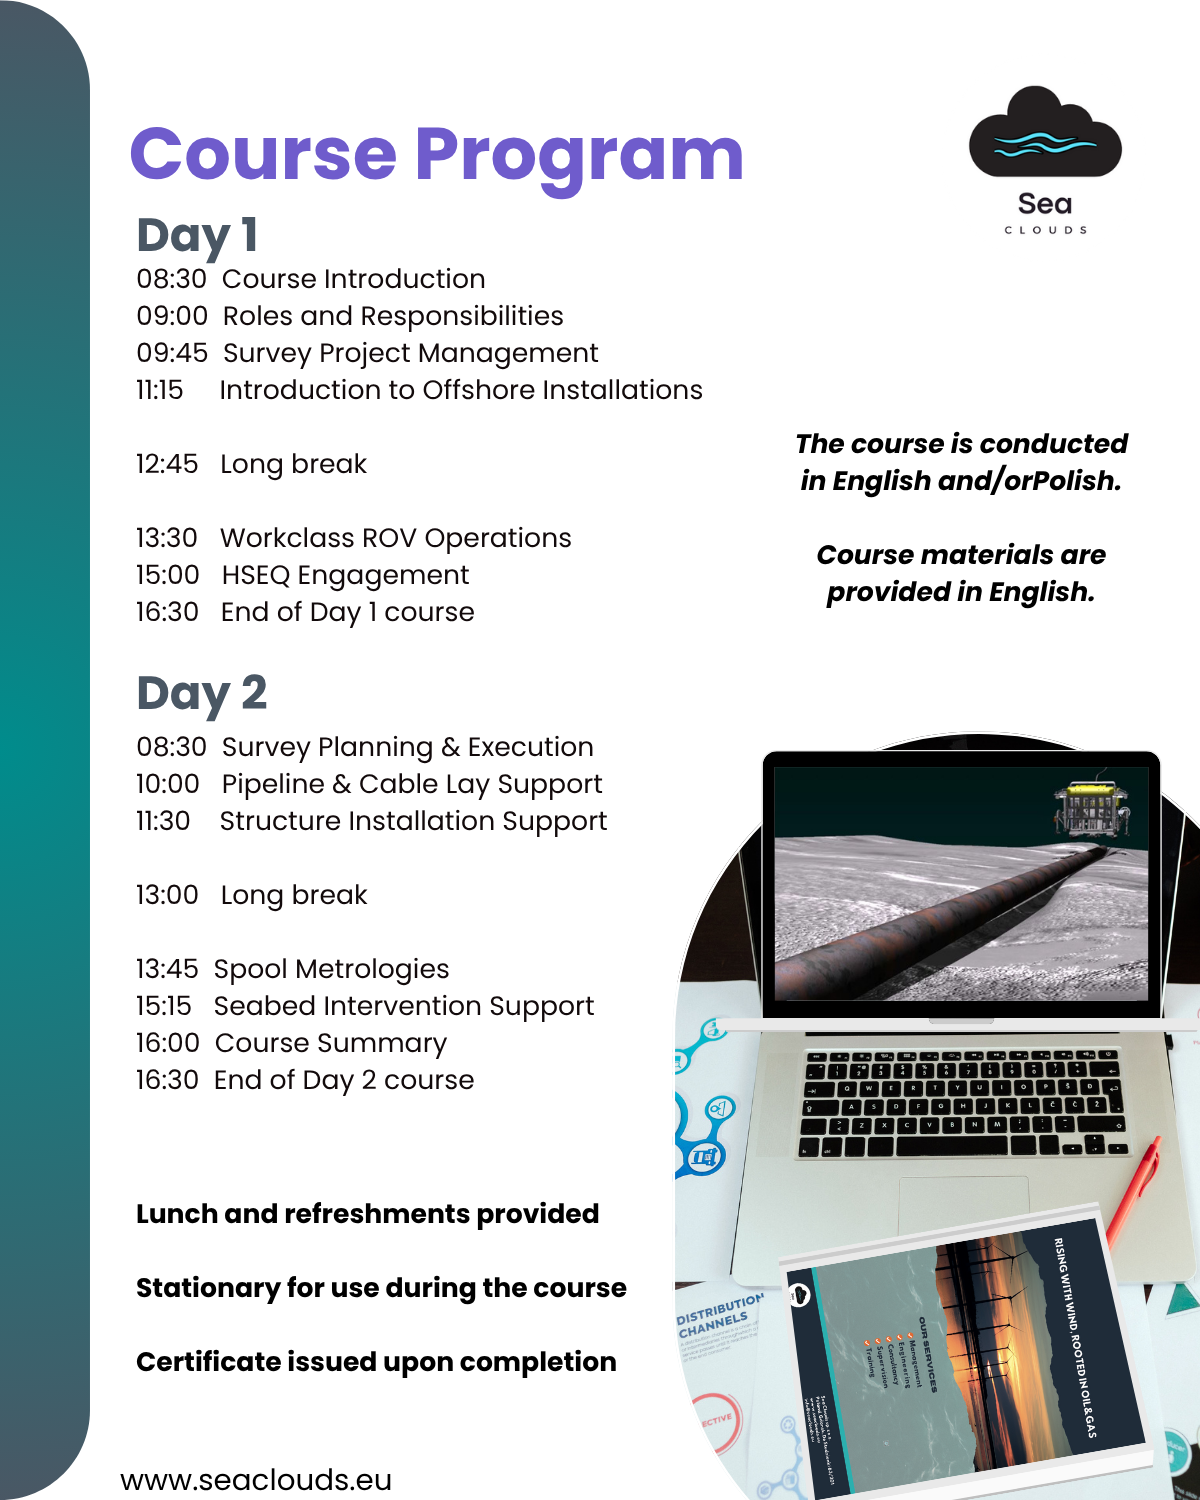 Course Program
Sea
CLOUDS
Day 1
08:30 Course Introduction
09:00 Roles and Responsibilities
09:45 Survey Project Management
11:15 Introduction to Offshore Installations
12:45 Long break
13:30 Workclass ROV Operations
15:00 HSEQ Engagement
16:30 End of Day 1 course
The course is conducted
in English and/orPolish.
Course materials are
provided in English.
Day 2
08:30 Survey Planning & Execution
10:00 Pipeline & Cable Lay Support
11:30 Structure Installation Support
13:00 Long break
13:45 Spool Metrologies
15:15 Seabed Intervention Support
16:00 Course Summary
16:30 End of Day 2 course
Lunch and refreshments provided
Stationary for use during the course
Certificate issued upon completion
www.seaclouds.eu
RISING WITH WIND, ROOTED IN OIL & GAS
OUR SERVICES
Management
Engineering
Consultancy
Supervision
Training
DISTRIBUTION
CHANNELS